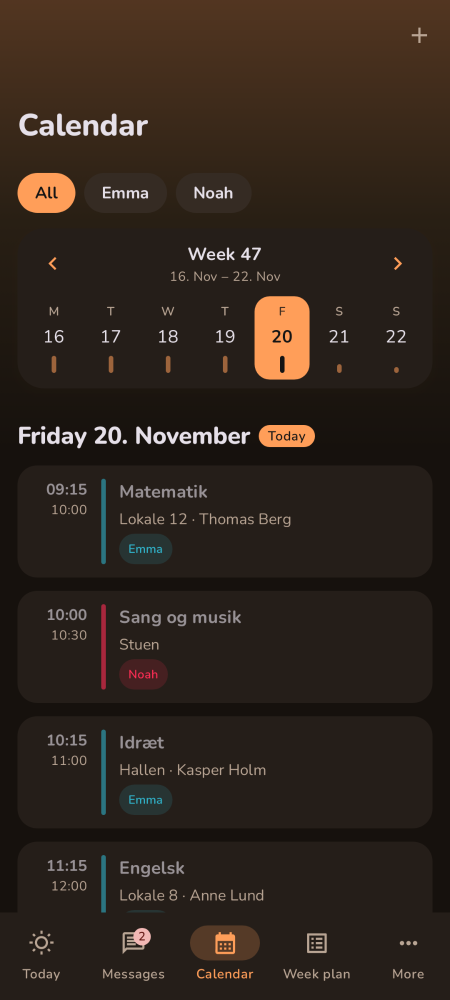 Calendar
All Emma Noah
Week 47
16. Nov – 22. Nov
M T W T F S S
16 17 18 19 20 21 22
Friday 20. November Today
09:15 Matematik
10:00 Lokale 12 · Thomas Berg
Emma
10:00 Sang og musik
10:30 Stuen
Noah
10:15 Idræt
11:00 Hallen · Kasper Holm
Emma
11:15 Engelsk
12:00 Lokale 8 · Anne Lund
2
Today Messages Calendar Week plan More